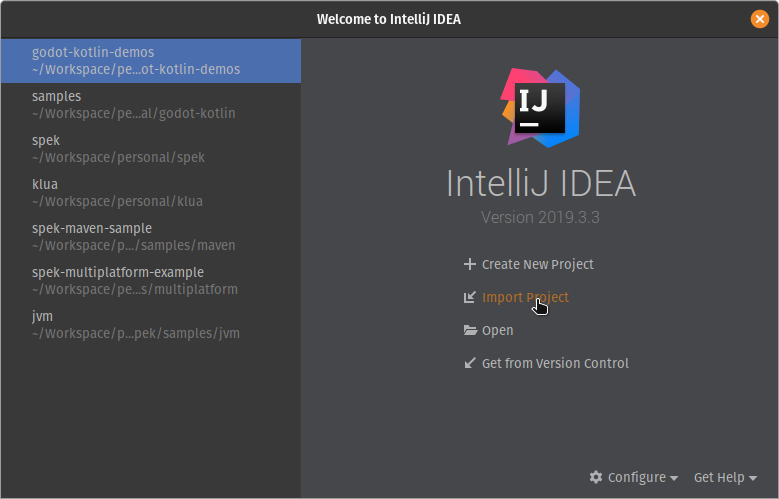 Welcome to IntelliJ IDEA
godot-kotlin-demos
~/Workspace/pe...ot-kotlin-demos
samples
~/Workspace/pe...al/godot-kotlin
spek
~/Workspace/personal/spek
klua
~/Workspace/personal/klua
spek-maven-sample
~/Workspace/p.../samples/maven
spek-multiplatform-example
~/Workspace/pe...s/multiplatform
jvm
~/Workspace/p...pek/samples/jvm
IJ
IntelliJ IDEA
Version 2019.3.3
Create New Project
Import Project
Open
Get from Version Control
Configure
Get Help